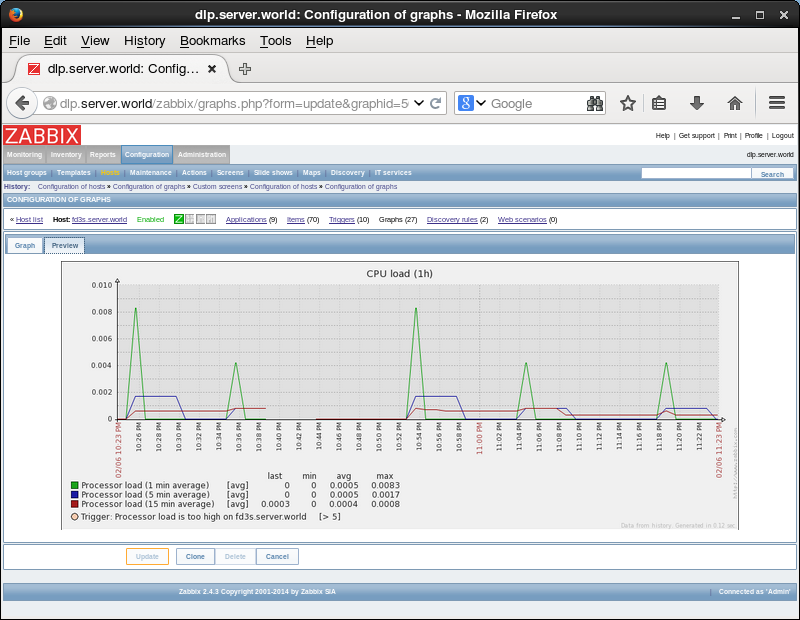 dlp.server.world: Configuration of graphs - Mozilla Firefox
File Edit View History Bookmarks Tools Help
dlp.server.world: Config...
dlp.server.world/zabbix/graphs.php?form=update&graphid=5 Google
ZABBIX
Help | Get support | Print | Profile | Logout
Monitoring Inventory Reports Configuration Administration dlp.server.world
Host groups | Templates | Hosts | Maintenance | Actions | Screens | Slide shows | Maps | Discovery | IT services Search
History: Configuration of hosts » Configuration of graphs » Custom screens » Configuration of hosts » Configuration of graphs
CONFIGURATION OF GRAPHS
« Host list Host: fd3s.server.world Enabled Z Applications (9) Items (70) Triggers (10) Graphs (27) Discovery rules (2) Web scenarios (0)
Graph Preview
CPU load (1h)
0.010
0.008
0.006
0.004
0.002
0
02/06 10:23 PM 10:26 PM 10:28 PM 10:30 PM 10:32 PM 10:34 PM 10:36 PM 10:38 PM 10:40 PM 10:42 PM 10:44 PM 10:46 PM 10:48 PM 10:50 PM 10:52 PM 10:54 PM 10:56 PM 10:58 PM 11:00 PM 11:02 PM 11:04 PM 11:06 PM 11:08 PM 11:10 PM 11:12 PM 11:14 PM 11:16 PM 11:18 PM 11:20 PM 11:22 PM 02/06 11:23 PM
last min avg max
Processor load (1 min average) [avg] 0 0 0.0005 0.0083
Processor load (5 min average) [avg] 0 0 0.0005 0.0017
Processor load (15 min average) [avg] 0.0003 0 0.0004 0.0008
Trigger: Processor load is too high on fd3s.server.world [> 5]
Data from history. Generated in 0.12 sec
Update Clone Delete Cancel
Zabbix 2.4.3 Copyright 2001-2014 by Zabbix SIA | Connected as 'Admin'